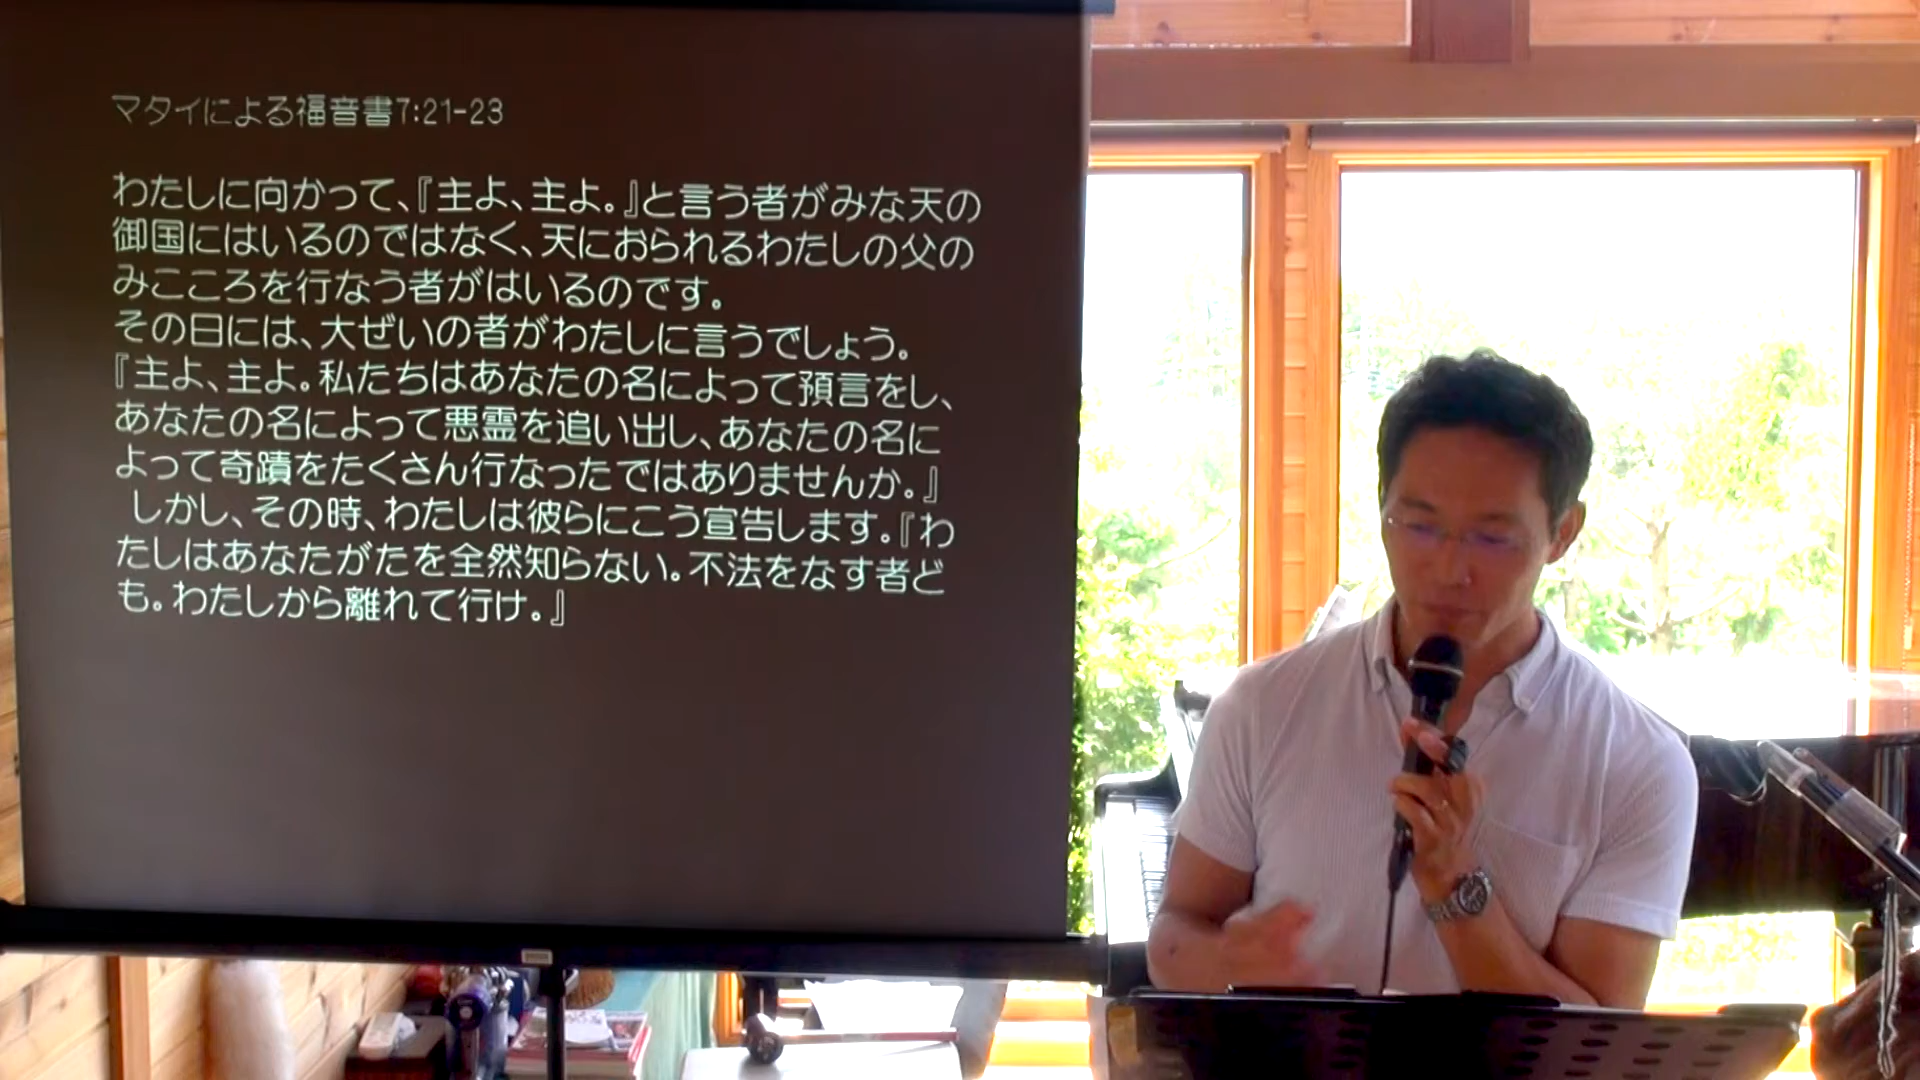 マタイによる福音書7:21-23
わたしに向かって、『主よ、主よ。』と言う者がみな天の
御国にはいるのではなく、天におられるわたしの父の
みこころを行なう者がはいるのです。
その日には、大ぜいの者がわたしに言うでしょう。
『主よ、主よ。私たちはあなたの名によって預言をし、
あなたの名によって悪霊を追い出し、あなたの名に
よって奇蹟をたくさん行なったではありませんか。』
しかし、その時、わたしは彼らにこう宣告します。『わ
たしはあなたがたを全然知らない。不法をなす者ど
も。わたしから離れて行け。』